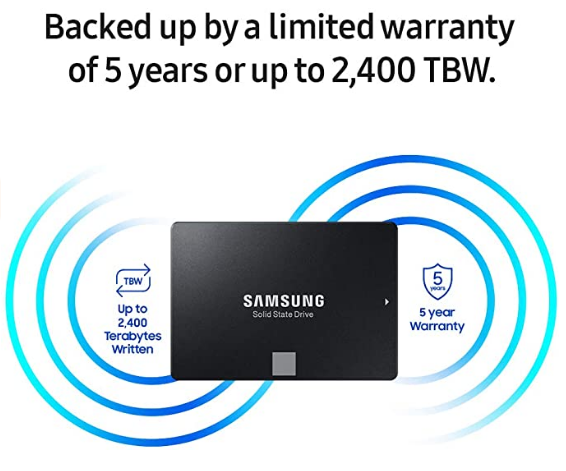 Backed up by a limited warranty
of 5 years or up to 2,400 TBW.
TBW
Up to
2,400
Terabytes
Written
SAMSUNG
Solid State Drive
5
years
5 year
Warranty